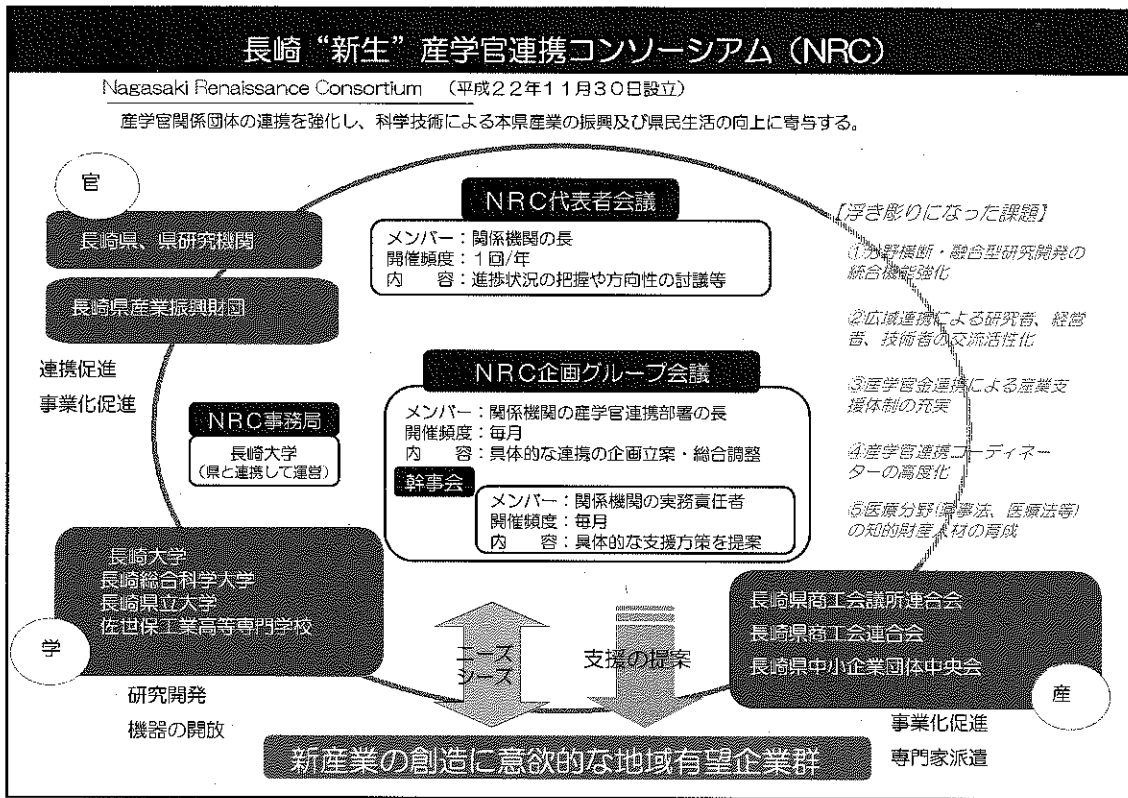 長崎“新生”産学官連携コンソーシアム（NRC）
Nagasaki Renaissance Consortium （平成２２年１１月３０日設立）
産学官関係団体の連携を強化し、科学技術による本県産業の振興及び県民生活の向上に寄与する。
官
長崎県、県研究機関
長崎県産業振興財団
連携促進
事業化促進
NRC代表者会議
メンバー：関係機関の長
開催頻度：１回/年
内　　容：進捗状況の把握や方向性の討議等
【浮き彫りになった課題】
①分野横断・融合型研究開発の
統合機能強化
②広域連携による研究者、経営
者、技術者の交流活性化
③産学官金連携による産業支
援体制の充実
④産学官連携コーディネー
ターの高度化
⑤医療分野(薬事法、医療法等)
の知的財産人材の育成
NRC事務局
長崎大学
（県と連携して運営）
NRC企画グループ会議
メンバー：関係機関の産学官連携部署の長
開催頻度：毎月
内　　容：具体的な連携の企画立案・総合調整
幹事会
メンバー：関係機関の実務責任者
開催頻度：毎月
内　　容：具体的な支援方策を提案
長崎大学
長崎総合科学大学
長崎県立大学
佐世保工業高等専門学校
学
研究開発
機器の開放
ニーズ
シーズ
支援の提案
長崎県商工会議所連合会
長崎県商工会連合会
長崎県中小企業団体中央会
産
事業化促進
専門家派遣
新産業の創造に意欲的な地域有望企業群